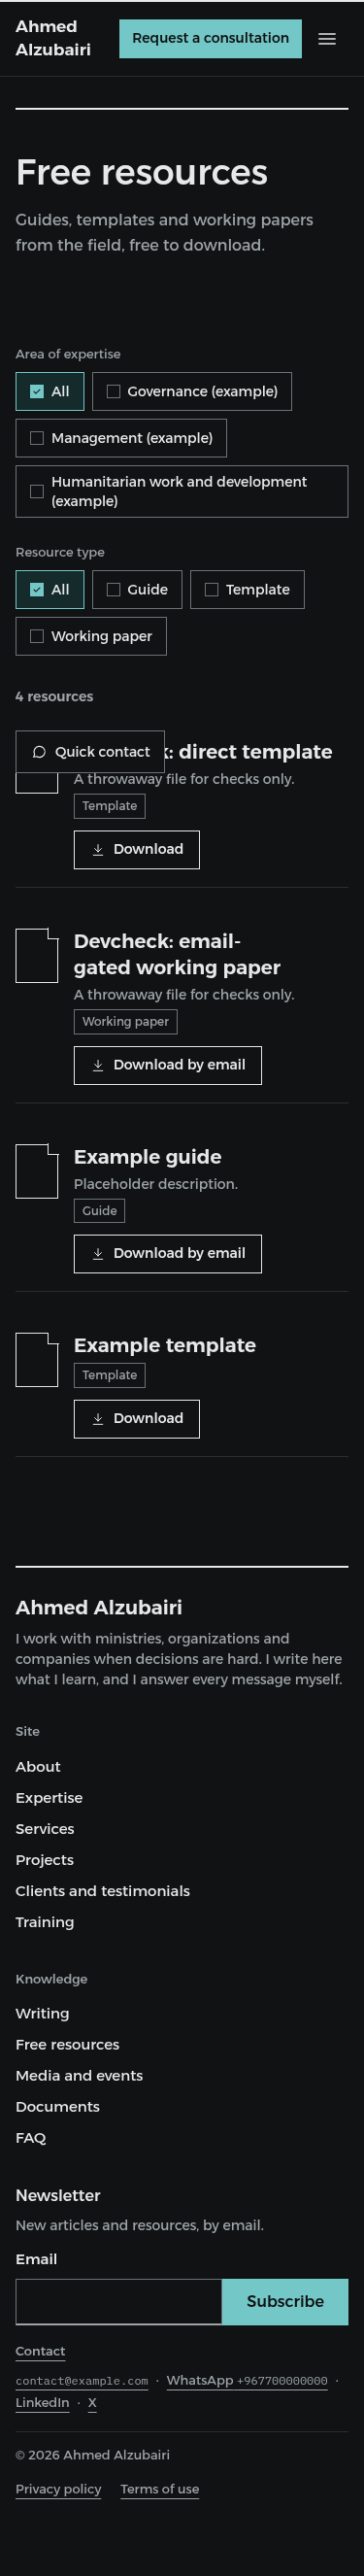 Ahmed
Alzubairi
Request a consultation
Free resources
Guides, templates and working papers
from the field, free to download.
Area of expertise
All
Governance (example)
Management (example)
Humanitarian work and development
(example)
Resource type
All
Guide
Template
Working paper
4 resources
Quick contact
: direct template
A throwaway file for checks only.
Template
Download
Devcheck: email-
gated working paper
A throwaway file for checks only.
Working paper
Download by email
Example guide
Placeholder description.
Guide
Download by email
Example template
Template
Download
Ahmed Alzubairi
I work with ministries, organizations and
companies when decisions are hard. I write here
what I learn, and I answer every message myself.
Site
About
Expertise
Services
Projects
Clients and testimonials
Training
Knowledge
Writing
Free resources
Media and events
Documents
FAQ
Newsletter
New articles and resources, by email.
Email
Subscribe
Contact
contact@example.com · WhatsApp +967700000000 ·
LinkedIn · X
© 2026 Ahmed Alzubairi
Privacy policy Terms of use